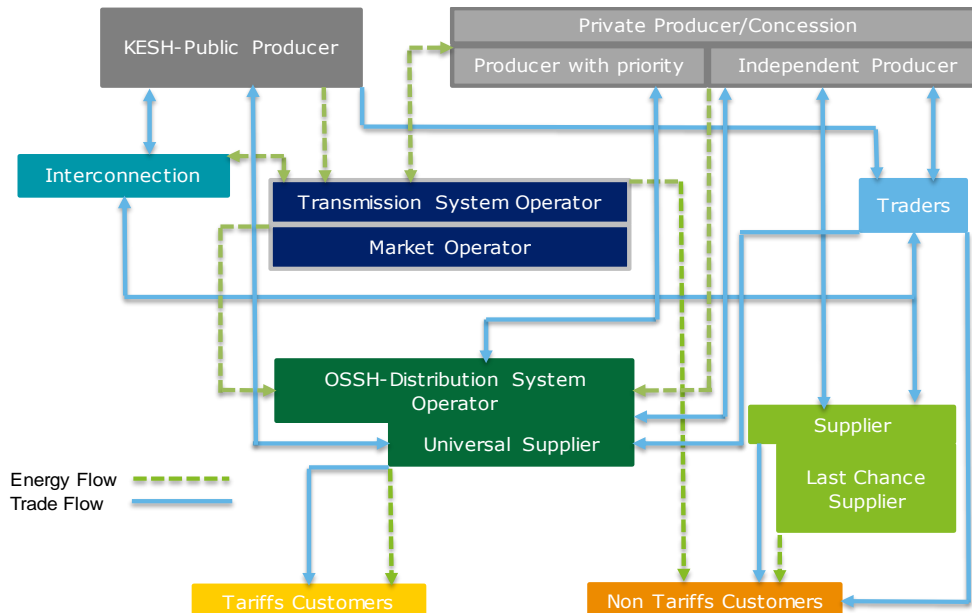 KESH-Public Producer
Private Producer/Concession
Producer with priority
Independent Producer
Interconnection
Transmission System Operator
Market Operator
Traders
OSSH-Distribution System
Operator
Universal Supplier
Supplier
Last Chance
Supplier
Energy Flow
Trade Flow
Tariffs Customers
Non Tariffs Customers